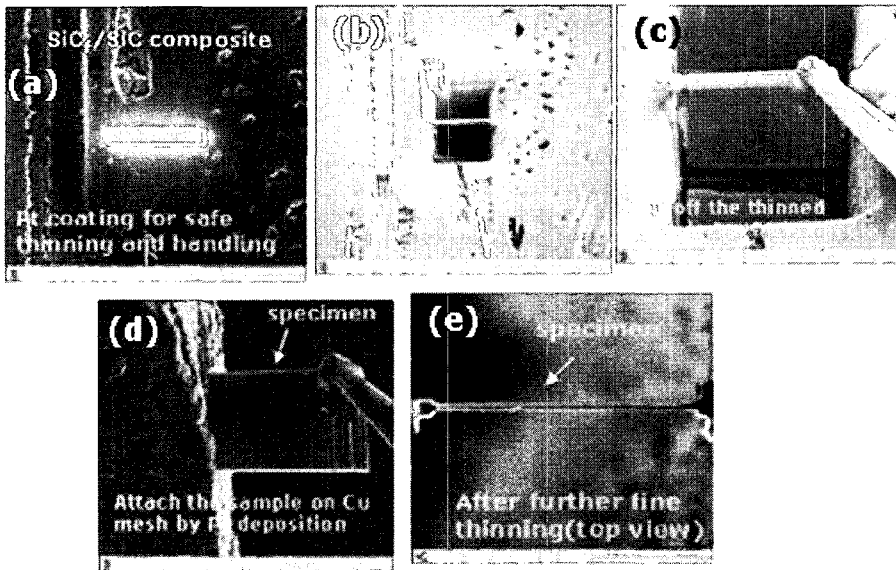 SiCf/SiC composite
(a)
Pt coating for safe
thinning and handling
(b)
(c)
off the thinned
specimen
(d)
Attach the sample on Cu
mesh by Pt deposition
(e)
specimen
After further fine
thinning(top view)